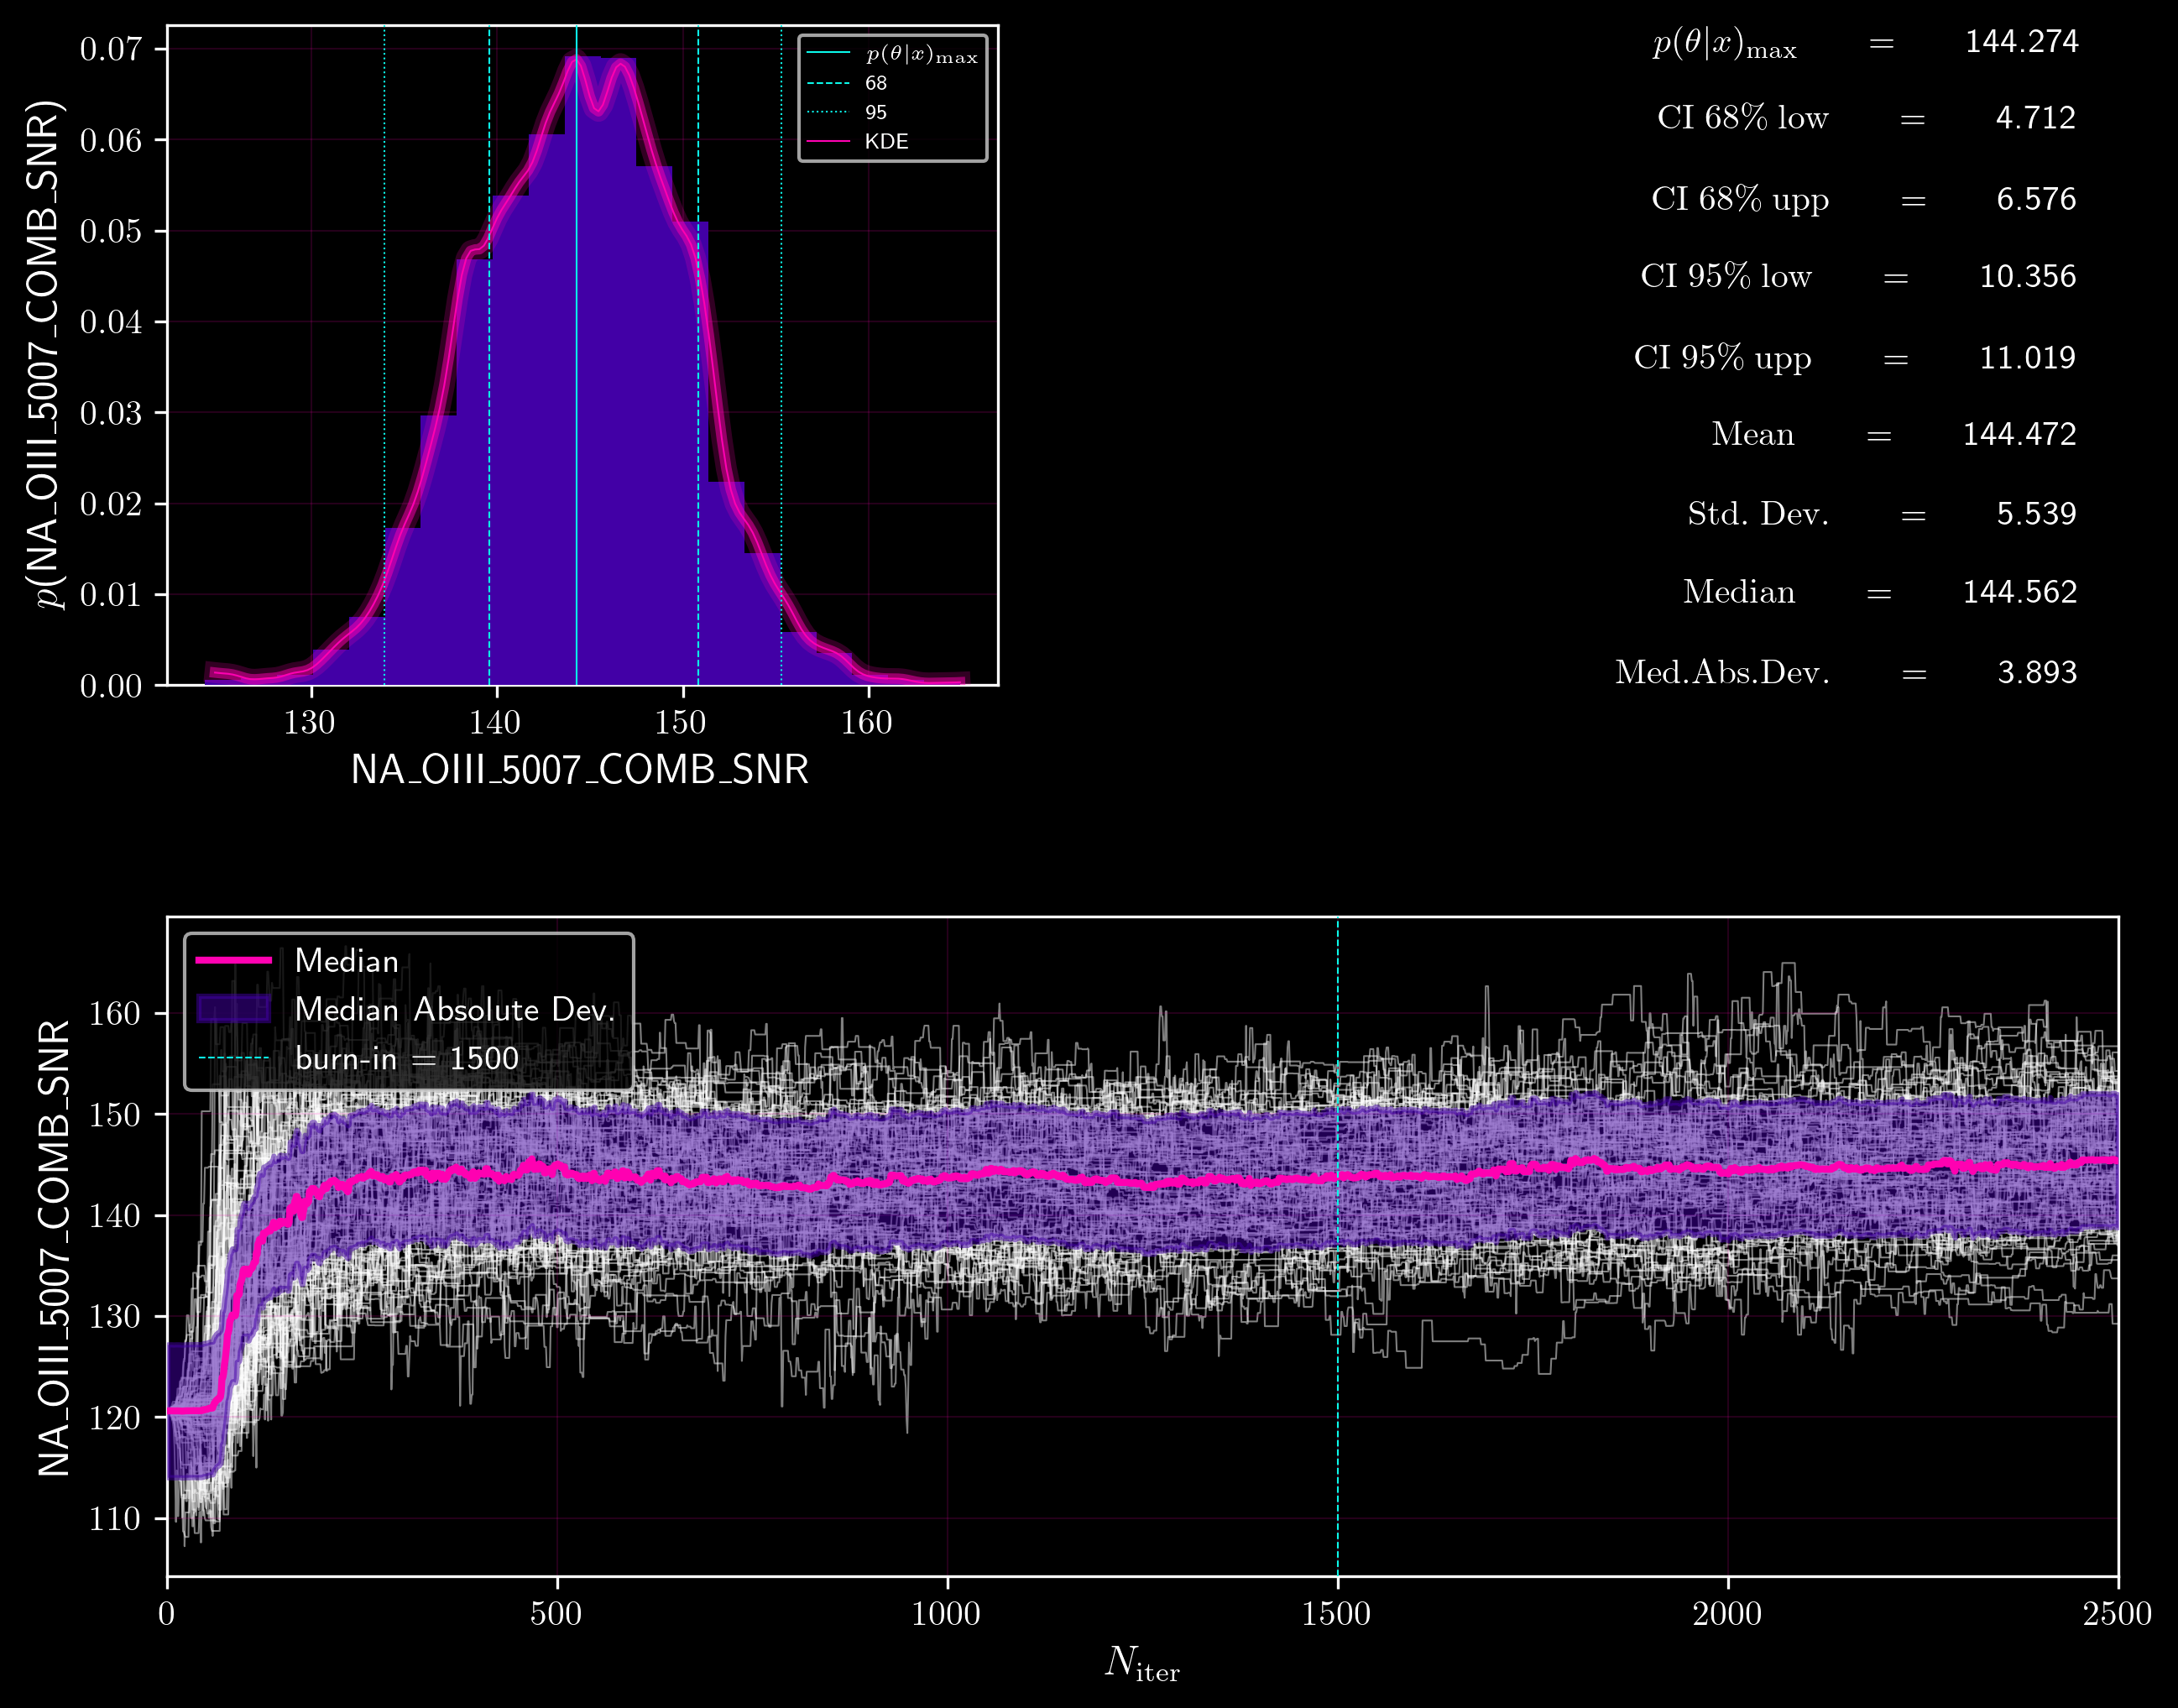 p(NA_OIII_5007_COMB_SNR)
0.07
0.06
0.05
0.04
0.03
0.02
0.01
0.00
130 140 150 160
NA_OIII_5007_COMB_SNR
p(θ|x)max
68
95
KDE
p(θ|x)max = 144.274
CI 68% low = 4.712
CI 68% upp = 6.576
CI 95% low = 10.356
CI 95% upp = 11.019
Mean = 144.472
Std. Dev. = 5.539
Median = 144.562
Med.Abs.Dev. = 3.893
NA_OIII_5007_COMB_SNR
160
150
140
130
120
110
Median
Median Absolute Dev.
burn-in = 1500
0 500 1000 1500 2000 2500
Niter